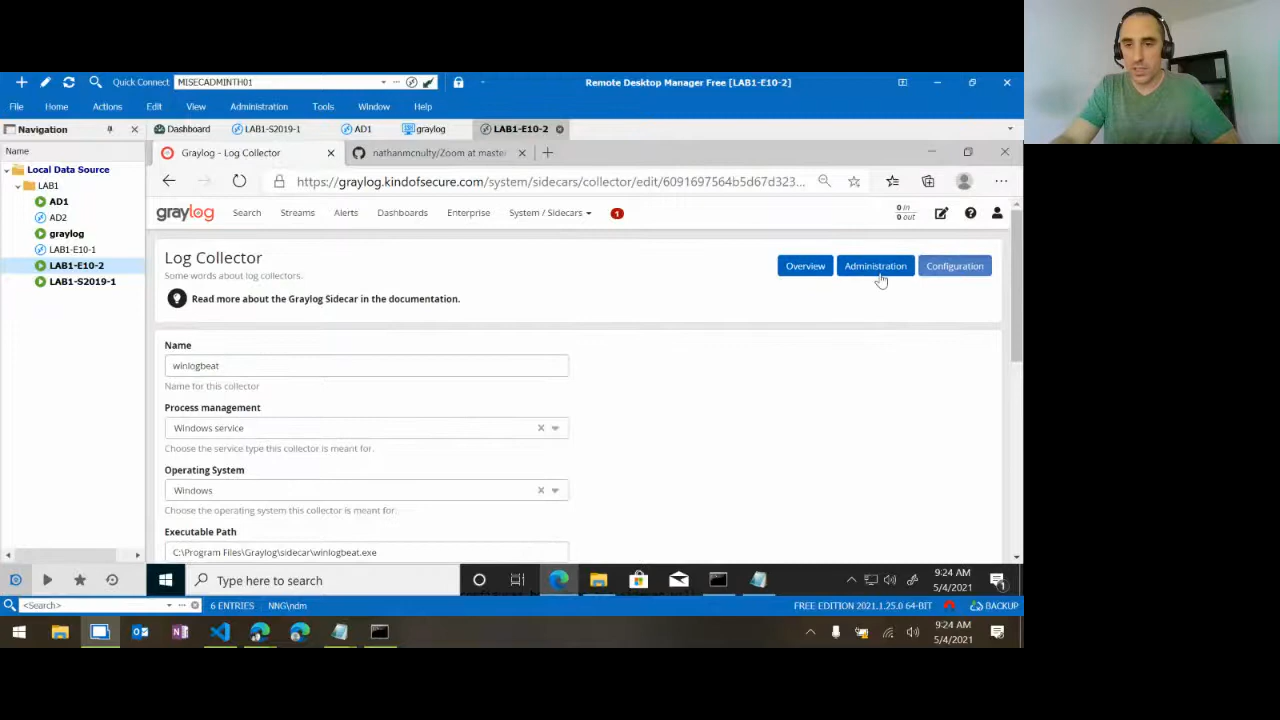 Quick Connect MISECADMINTH01
Remote Desktop Manager Free [LAB1-E10-2]
File Home Actions Edit View Administration Tools Window Help
Navigation
Dashboard LAB1-S2019-1 AD1 graylog LAB1-E10-2
Name
Local Data Source
LAB1
AD1
AD2
graylog
LAB1-E10-1
LAB1-E10-2
LAB1-S2019-1
Graylog - Log Collector
nathanmcnulty/Zoom at master
https://graylog.kindofsecure.com/system/sidecars/collector/edit/6091697564b5d67d323...
graylog Search Streams Alerts Dashboards Enterprise System / Sidecars 1
0 in
0 out
Log Collector
Some words about log collectors.
Read more about the Graylog Sidecar in the documentation.
Overview Administration Configuration
Name
winlogbeat
Name for this collector
Process management
Windows service
Choose the service type this collector is meant for.
Operating System
Windows
Choose the operating system this collector is meant for.
Executable Path
C:\Program Files\Graylog\sidecar\winlogbeat.exe
Type here to search
9:24 AM
5/4/2021
1
<Search>
6 ENTRIES NNG\ndm
FREE EDITION 2021.1.25.0 64-BIT BACKUP
9:24 AM
5/4/2021